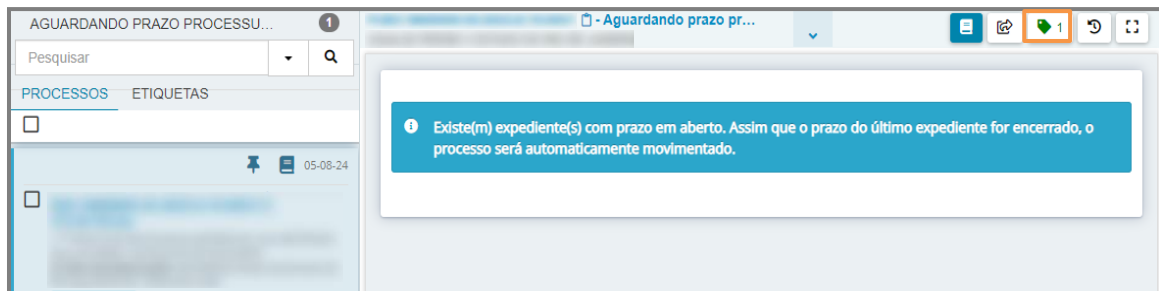 AGUARDANDO PRAZO PROCESSU... 1
Pesquisar
PROCESSOS ETIQUETAS
05-08-24
- Aguardando prazo pr...
1
Existe(m) expediente(s) com prazo em aberto. Assim que o prazo do último expediente for encerrado, o
processo será automaticamente movimentado.